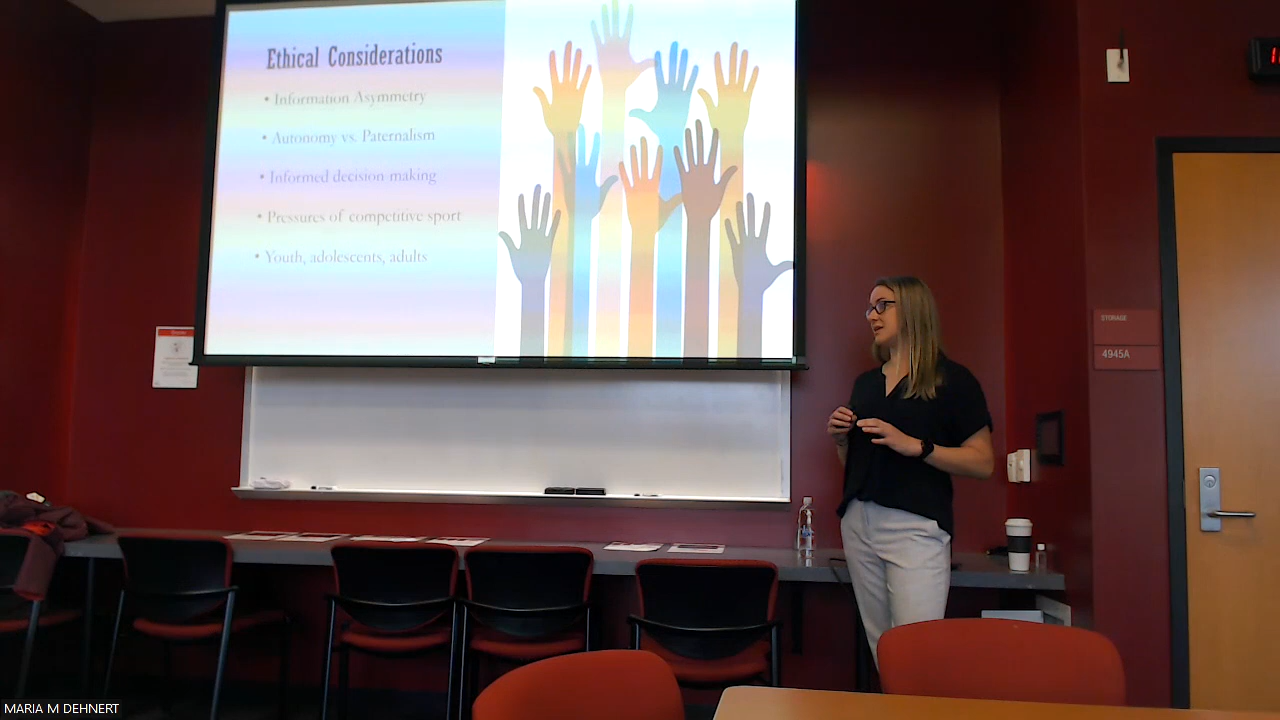 Ethical Considerations
• Information Asymmetry
• Autonomy vs. Paternalism
• Informed decision-making
• Pressures of competitive sport
• Youth, adolescents, adults
STORAGE
4945A
MARIA M DEHNERT